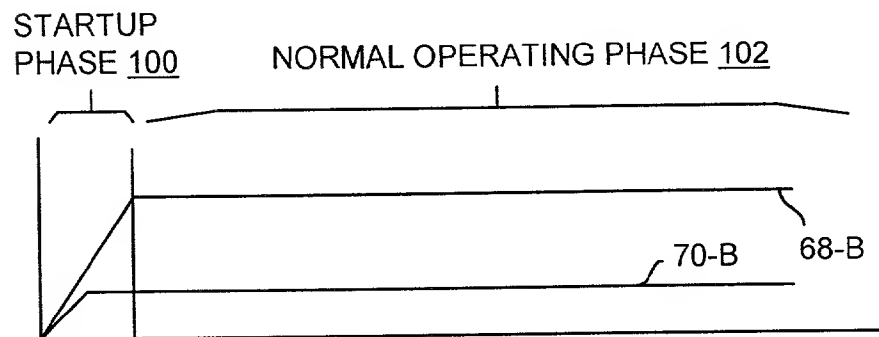 STARTUP
PHASE 100
NORMAL OPERATING PHASE 102
68-B
70-B